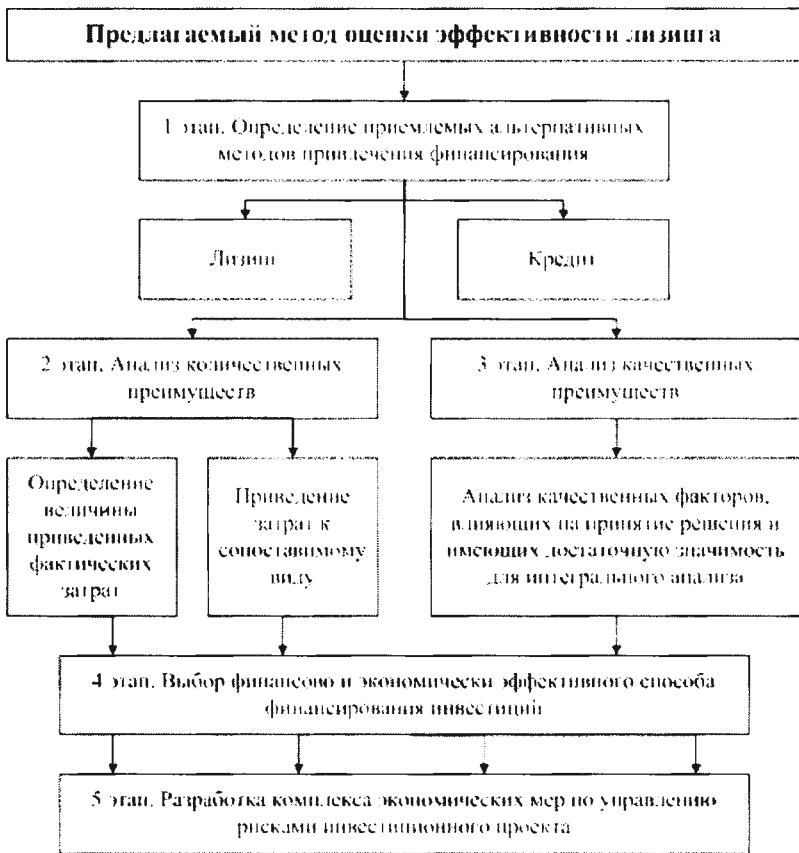 Предлагаемый метод оценки эффективности лизинга
1 этап. Определение приемлемых альтернативных
методов привлечения финансирования
Лизинг
Кредит
2 этап. Анализ количественных
преимуществ
3 этап. Анализ качественных
преимуществ
Определение
величины
приведенных
фактических
затрат
Приведение
затрат к
сопоставимому
виду
Анализ качественных факторов,
влияющих на принятие решения и
имеющих достаточную значимость
для интегрального анализа
4 этап. Выбор финансово и экономически эффективного способа
финансирования инвестиций
5 этап. Разработка комплекса экономических мер по управлению
рисками инвестиционного проекта